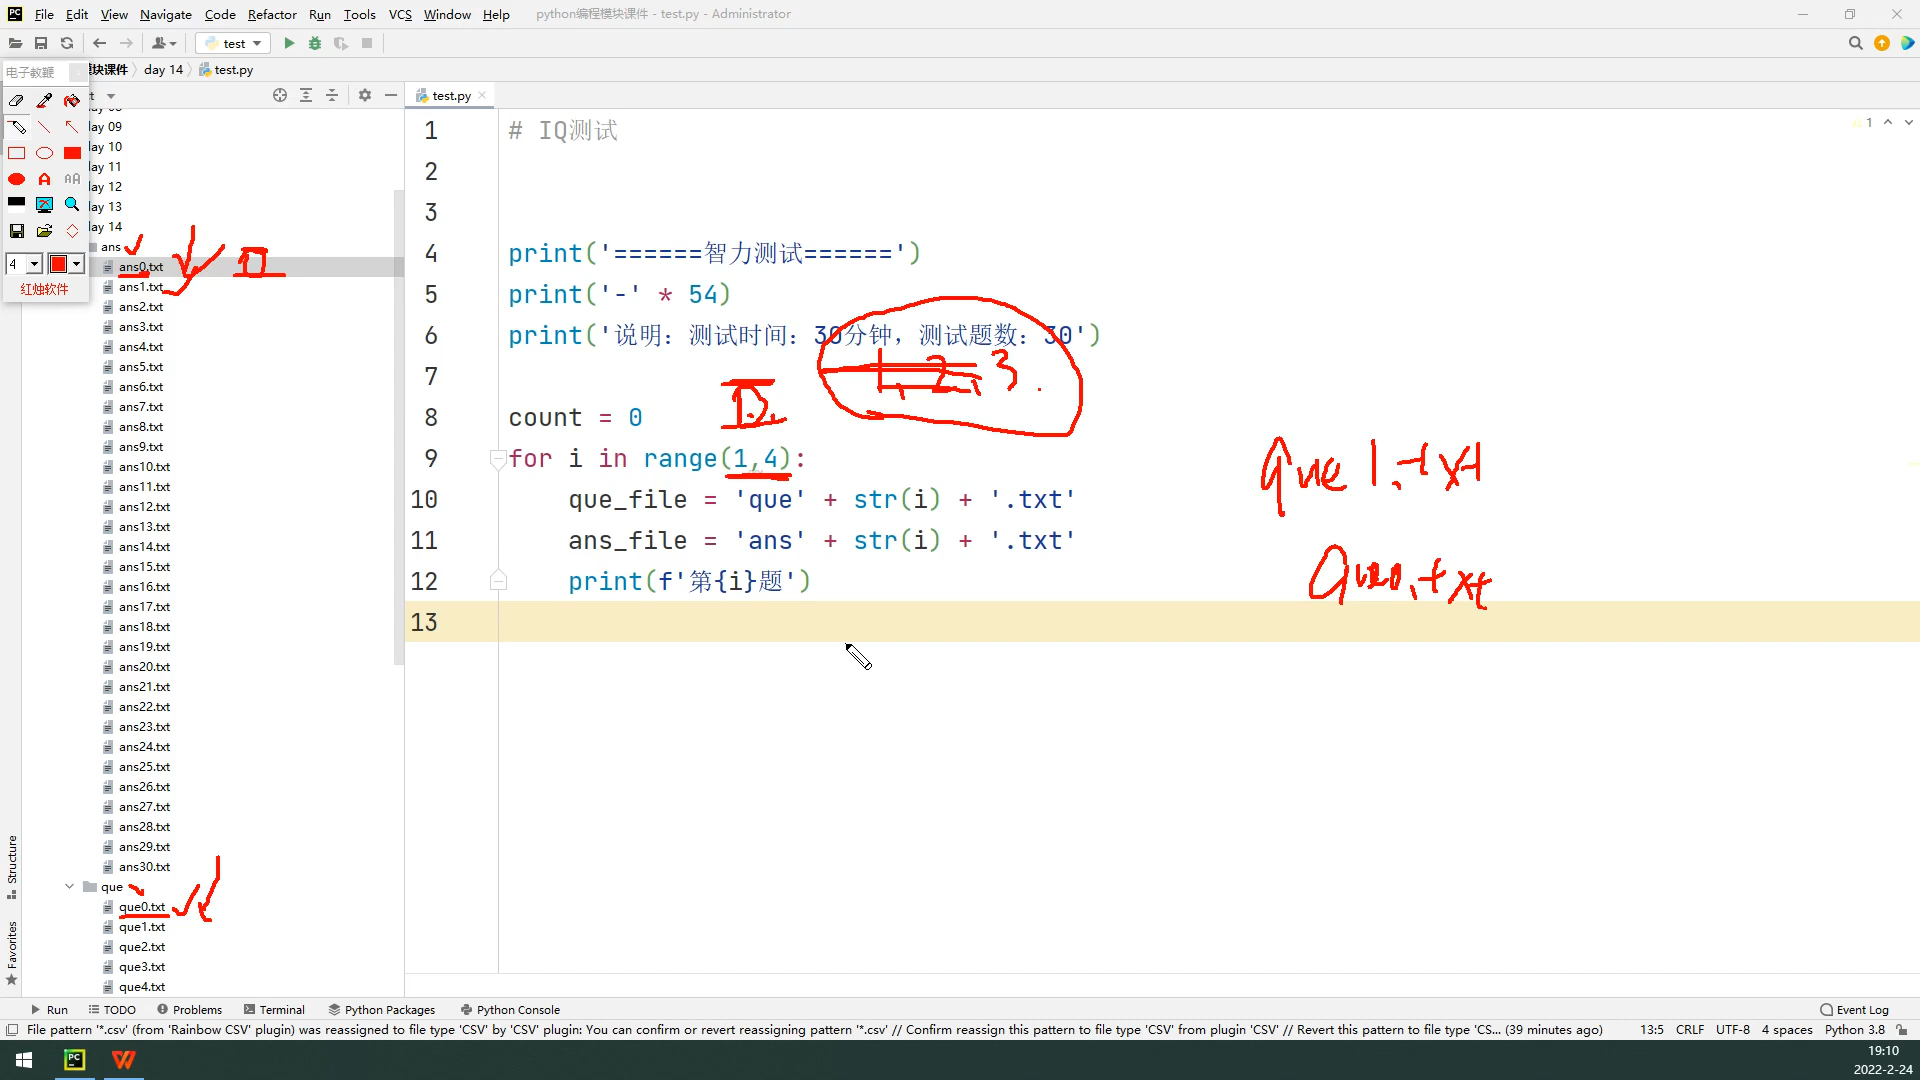 File Edit View Navigate Code Refactor Run Tools VCS Window Help python编程模块课件 - test.py - Administrator
test
块课件 day 14 test.py
电子教鞭
test.py
lay 09
lay 10
lay 11
lay 12
lay 13
lay 14
ans
ans0.txt
ans1.txt
ans2.txt
ans3.txt
ans4.txt
ans5.txt
ans6.txt
ans7.txt
ans8.txt
ans9.txt
ans10.txt
ans11.txt
ans12.txt
ans13.txt
ans14.txt
ans15.txt
ans16.txt
ans17.txt
ans18.txt
ans19.txt
ans20.txt
ans21.txt
ans22.txt
ans23.txt
ans24.txt
ans25.txt
ans26.txt
ans27.txt
ans28.txt
ans29.txt
ans30.txt
que
que0.txt
que1.txt
que2.txt
que3.txt
que4.txt
4
红烛软件
Structure
Favorites
1 # IQ测试
2
3
4 print('======智力测试======')
5 print('-' * 54)
6 print('说明：测试时间：30分钟，测试题数：30')
7
8 count = 0
9 for i in range(1,4):
10 que_file = 'que' + str(i) + '.txt'
11 ans_file = 'ans' + str(i) + '.txt'
12 print(f'第{i}题')
13
1
que 1.txt
que0.txt
Run TODO Problems Terminal Python Packages Python Console Event Log
File pattern '*.csv' (from 'Rainbow CSV' plugin) was reassigned to file type 'CSV' by 'CSV' plugin: You can confirm or revert reassigning pattern '*.csv' // Confirm reassign this pattern to file type 'CSV' from plugin 'CSV' // Revert this pattern to file type 'CS... (39 minutes ago) 13:5 CRLF UTF-8 4 spaces Python 3.8
19:10
2022-2-24